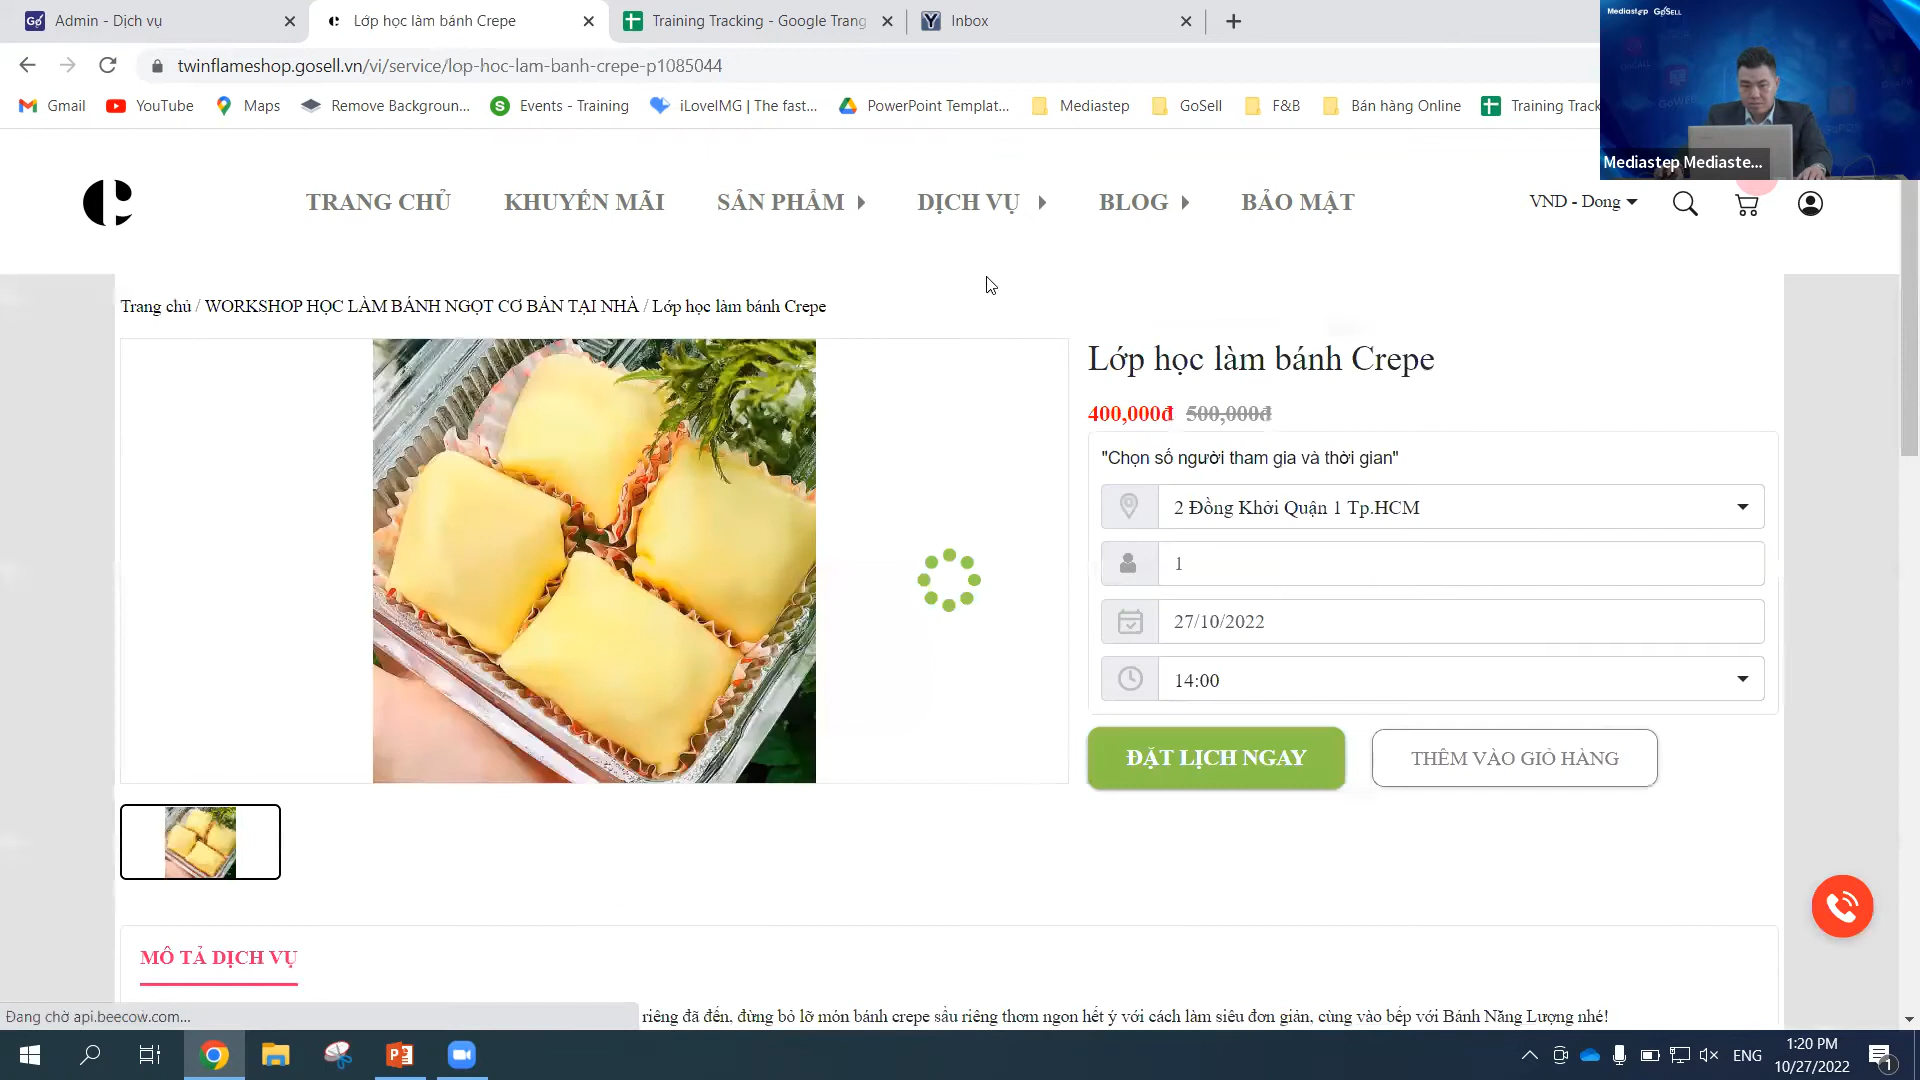 Admin - Dịch vụ
Lớp học làm bánh Crepe
Training Tracking - Google Trang
Inbox
twinflameshop.gosell.vn/vi/service/lop-hoc-lam-banh-crepe-p1085044
Gmail
YouTube
Maps
Remove Backgroun...
Events - Training
iLoveIMG | The fast...
PowerPoint Templat...
Mediastep
GoSell
F&B
Bán hàng Online
Training Track
Mediastep GoSELL
Mediastep Mediaste...
TRANG CHỦ
KHUYẾN MÃI
SẢN PHẨM
DỊCH VỤ
BLOG
BẢO MẬT
VND - Dong
Trang chủ / WORKSHOP HỌC LÀM BÁNH NGỌT CƠ BẢN TẠI NHÀ / Lớp học làm bánh Crepe
Lớp học làm bánh Crepe
400,000đ 500,000đ
"Chọn số người tham gia và thời gian"
2 Đồng Khởi Quận 1 Tp.HCM
1
27/10/2022
14:00
ĐẶT LỊCH NGAY
THÊM VÀO GIỎ HÀNG
MÔ TẢ DỊCH VỤ
riêng đã đến, đừng bỏ lỡ món bánh crepe sầu riêng thơm ngon hết ý với cách làm siêu đơn giản, cùng vào bếp với Bánh Năng Lượng nhé!
Đang chờ api.beecow.com...
ENG
1:20 PM
10/27/2022
1